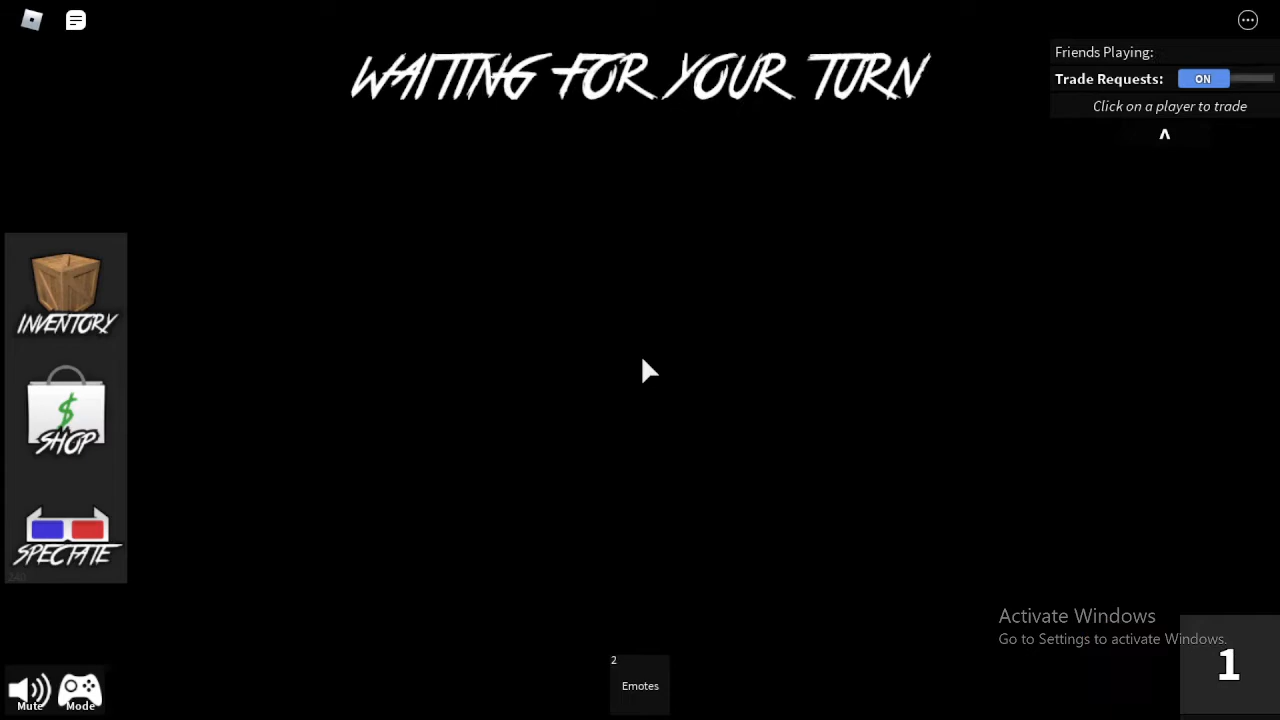 WAITING FOR YOUR TURN
Friends Playing:
Trade Requests: ON
Click on a player to trade
INVENTORY
$
SHOP
SPECTATE
240
Activate Windows
Go to Settings to activate Windows.
1
2
Emotes
Mute
Mode